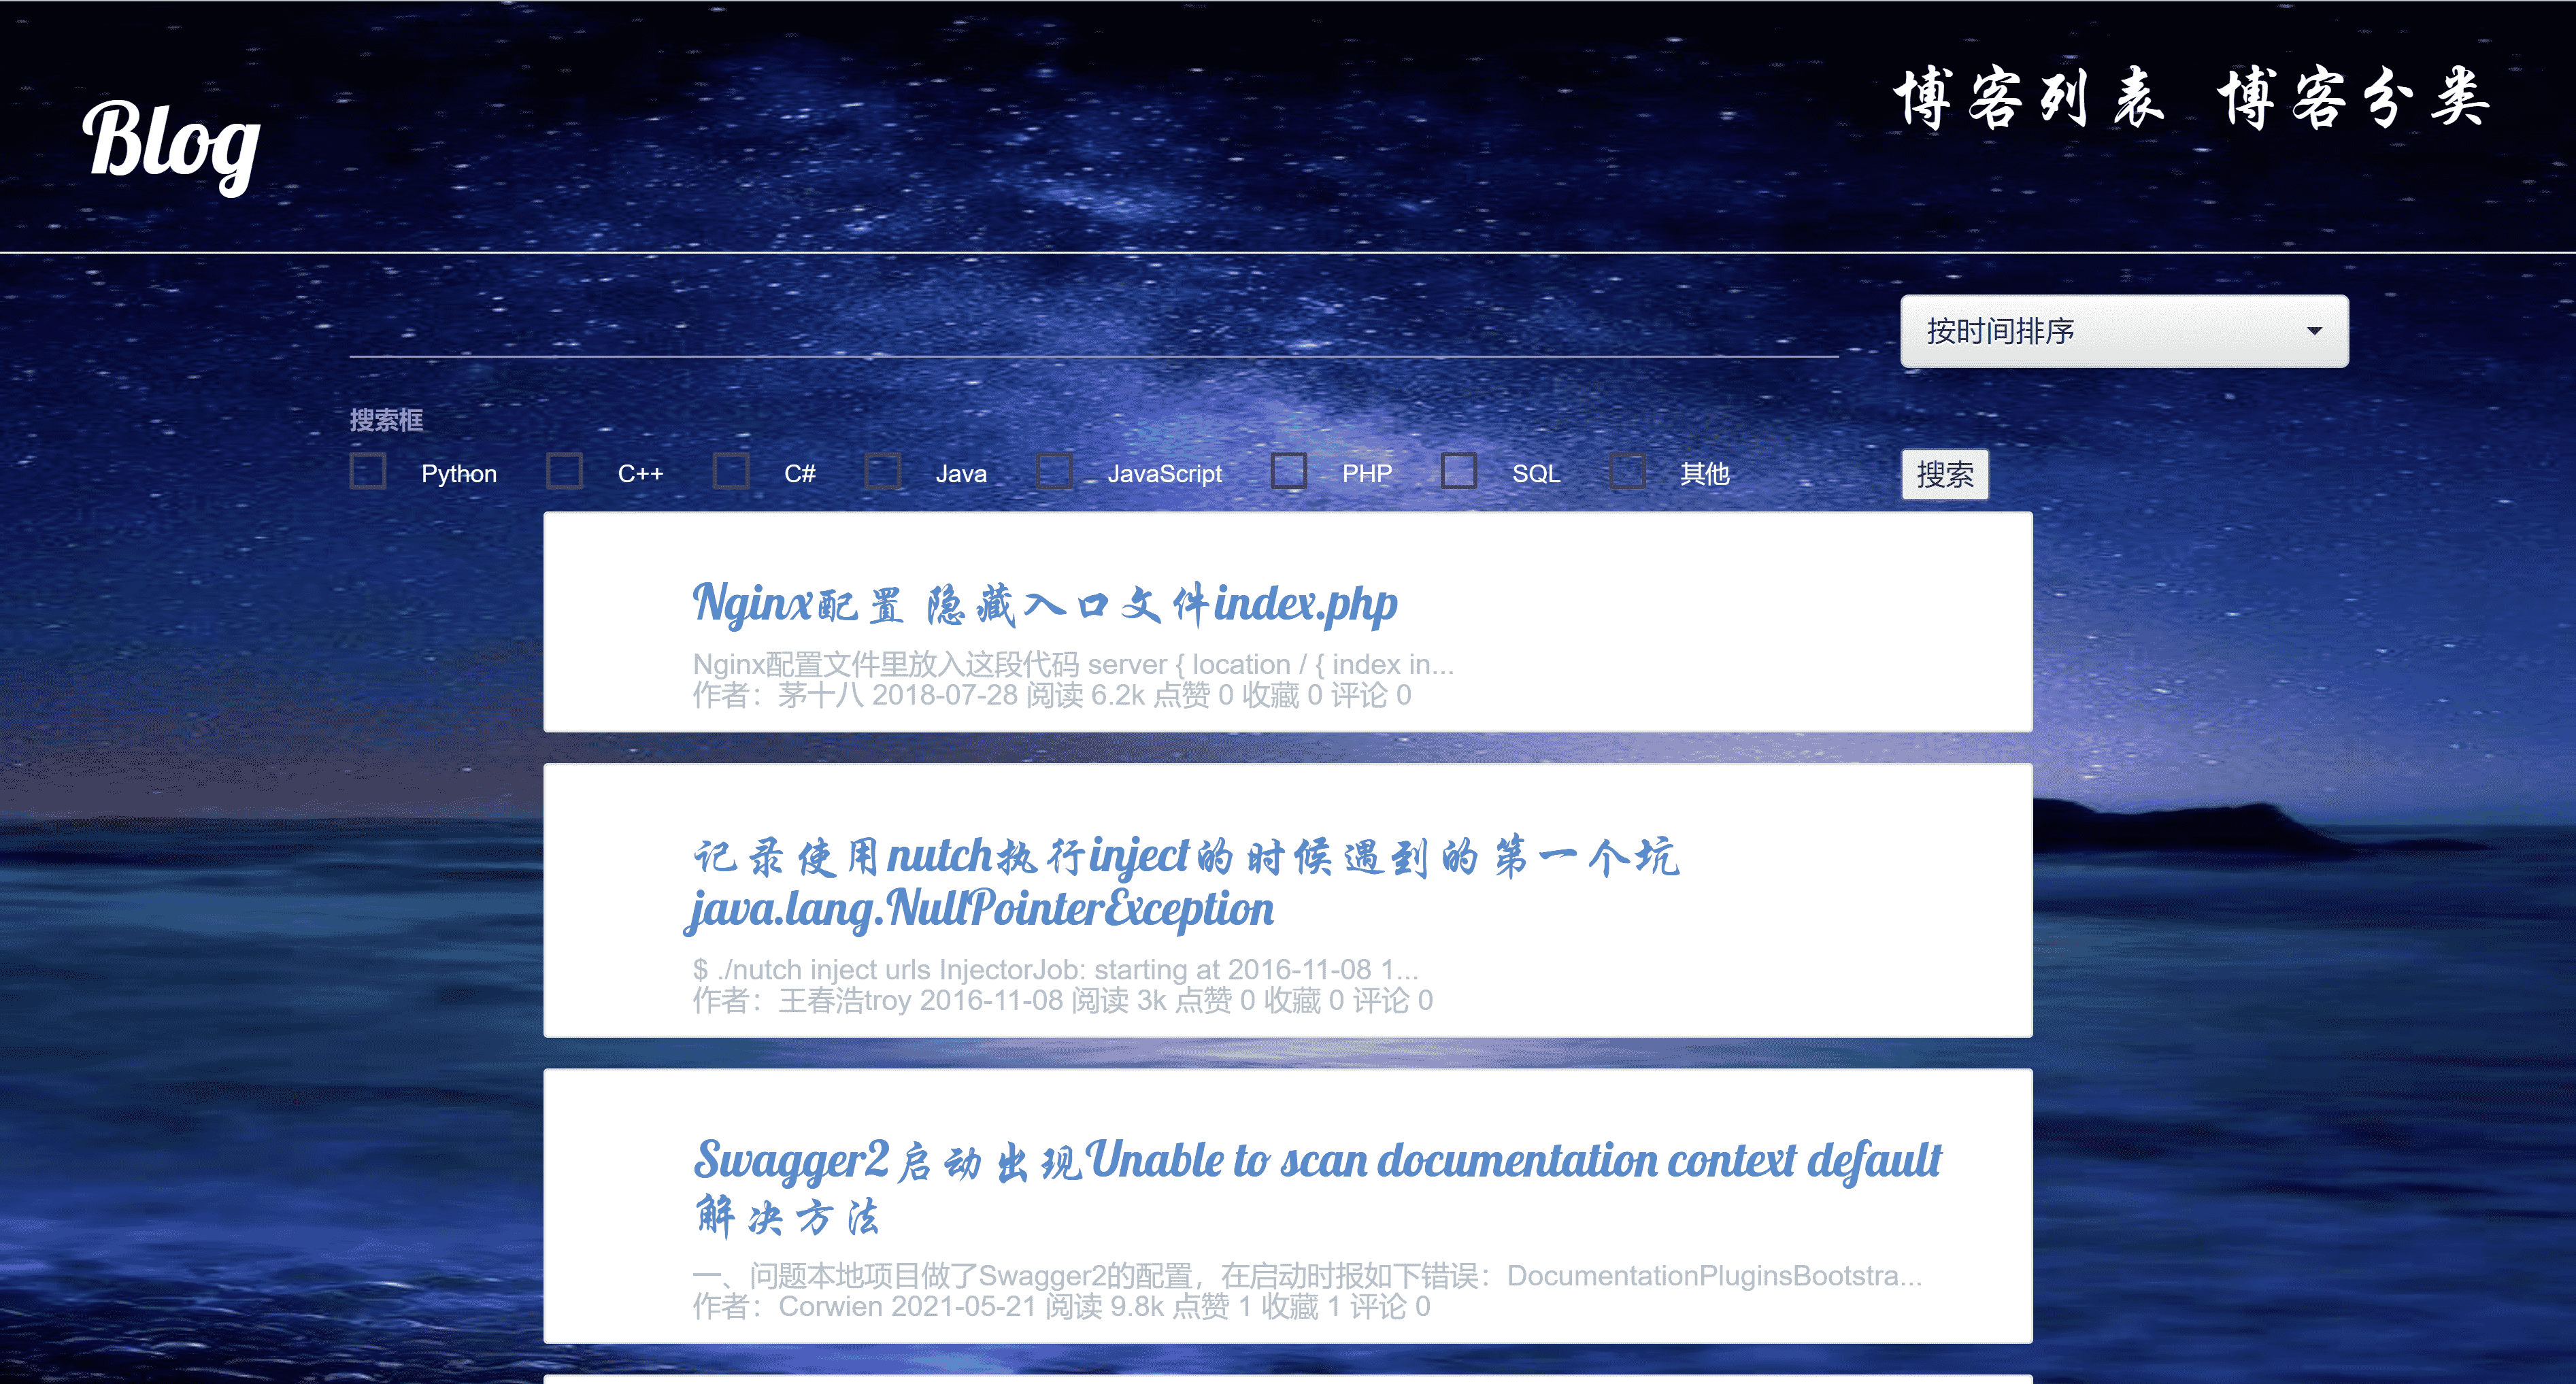 Blog
博客列表 博客分类
按时间排序
搜索框
Python C++ C# Java JavaScript PHP SQL 其他 搜索
Nginx配置 隐藏入口文件index.php
Nginx配置文件里放入这段代码 server { location / { index in...
作者：茅十八 2018-07-28 阅读 6.2k 点赞 0 收藏 0 评论 0
记录使用nutch执行inject的时候遇到的第一个坑
java.lang.NullPointerException
$ ./nutch inject urls InjectorJob: starting at 2016-11-08 1...
作者：王春浩troy 2016-11-08 阅读 3k 点赞 0 收藏 0 评论 0
Swagger2启动出现Unable to scan documentation context default
解决方法
一、问题本地项目做了Swagger2的配置，在启动时报如下错误：DocumentationPluginsBootstra...
作者：Corwien 2021-05-21 阅读 9.8k 点赞 1 收藏 1 评论 0